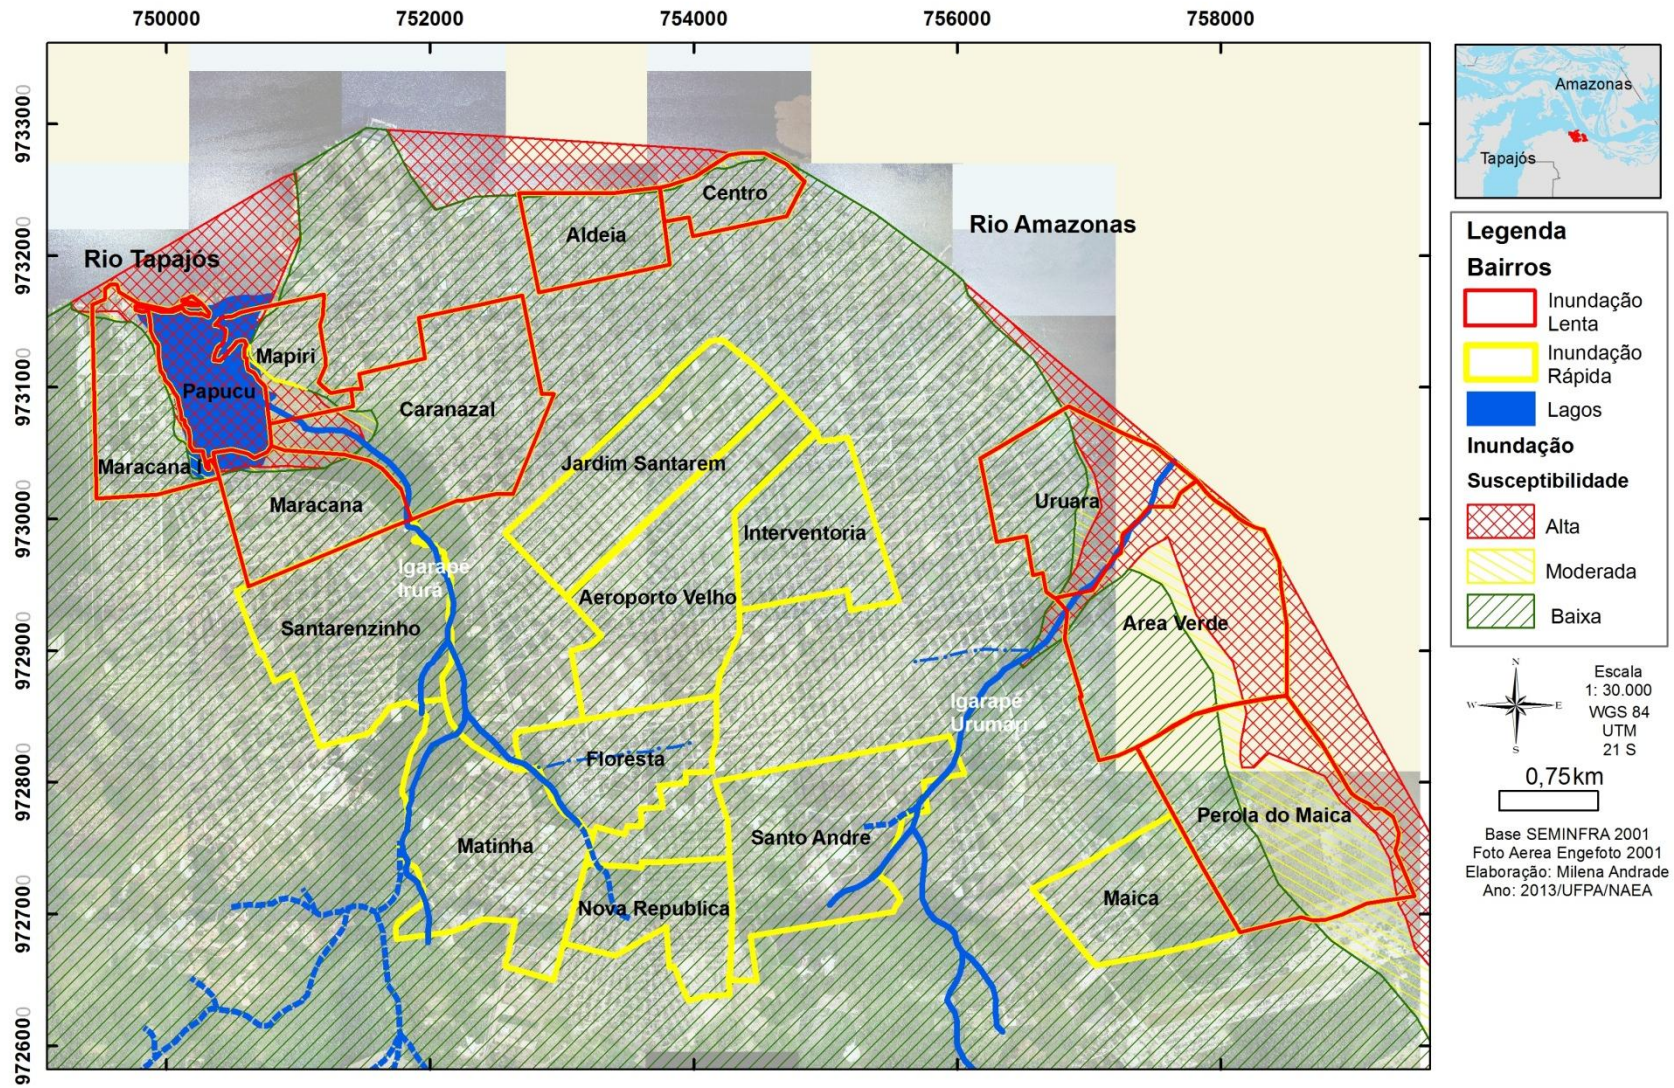 750000
752000
754000
756000
758000
9733000
9732000
9731000
9730000
9729000
9728000
9727000
9726000
Rio Tapajós
Rio Amazonas
Centro
Aldeia
Mapiri
Papucu
Caranazal
Maracana I
Maracana
Jardim Santarem
Interventoria
Uruara
Igarapé
Irurá
Santarenzinho
Aeroporto Velho
Area Verde
Igarapé
Urumari
Floresta
Matinha
Santo Andre
Perola do Maica
Nova Republica
Maica
Amazonas
Tapajós
Legenda
Bairros
Inundação
Lenta
Inundação
Rápida
Lagos
Inundação
Susceptibilidade
Alta
Moderada
Baixa
N
W
E
S
Escala
1: 30.000
WGS 84
UTM
21 S
0,75km
Base SEMINFRA 2001
Foto Aerea Engefoto 2001
Elaboração: Milena Andrade
Ano: 2013/UFPA/NAEA